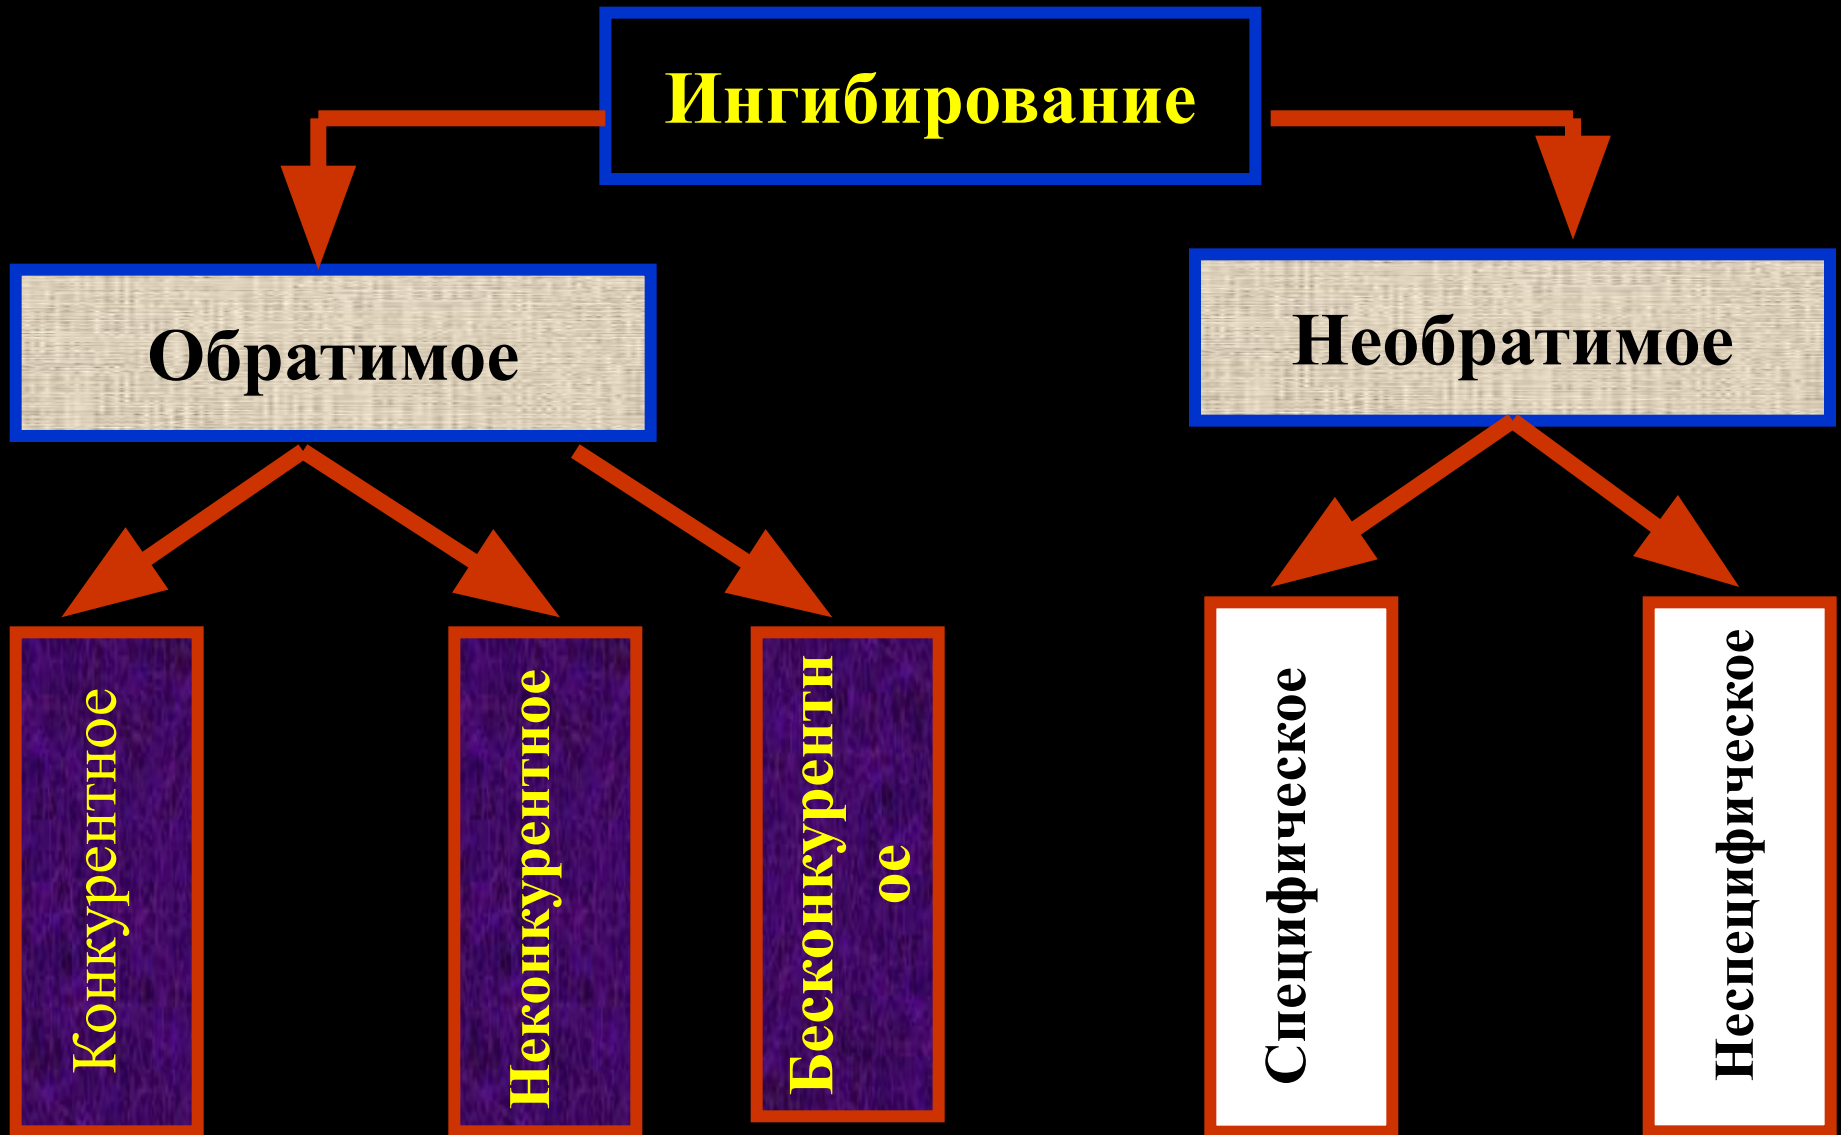 Ингибирование
Обратимое
Необратимое
Конкурентное
Неконкурентное
Бесконкурентн
ое
Специфическое
Неспецифическое